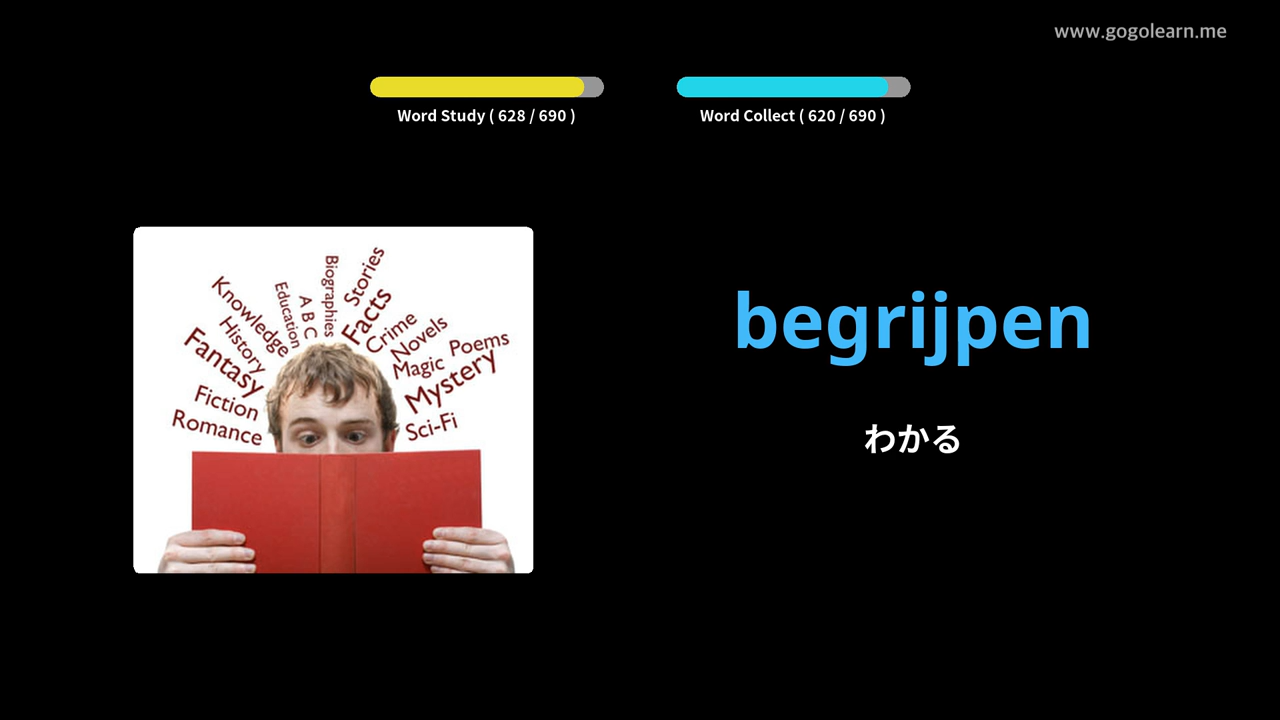 www.gogolearn.me
Word Study ( 628 / 690 )
Word Collect ( 620 / 690 )
Knowledge
History
Fantasy
Fiction
Romance
Education
A B C
Biographies
Stories
Facts
Crime
Novels
Magic
Poems
Mystery
Sci-Fi
begrijpen
わかる